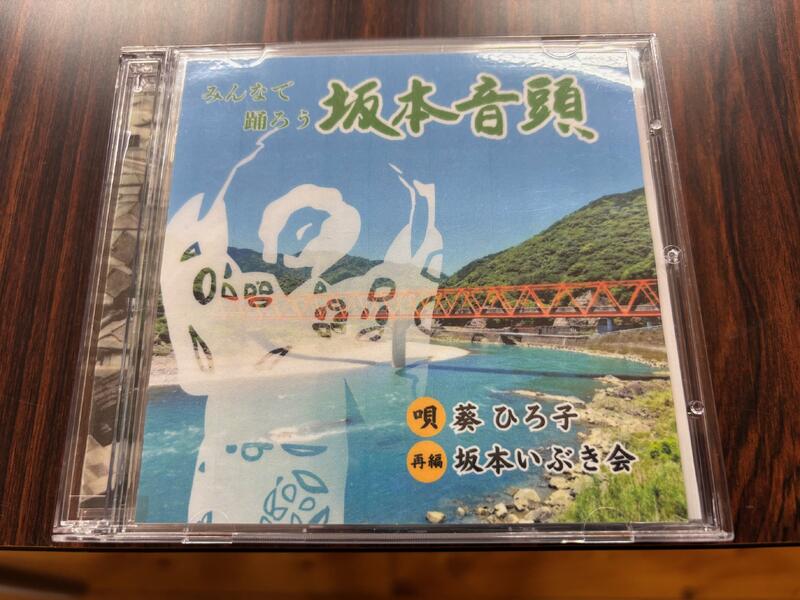 みんなで
踊ろう
坂本音頭
唄 葵 ひろ子
再編 坂本いぶき会